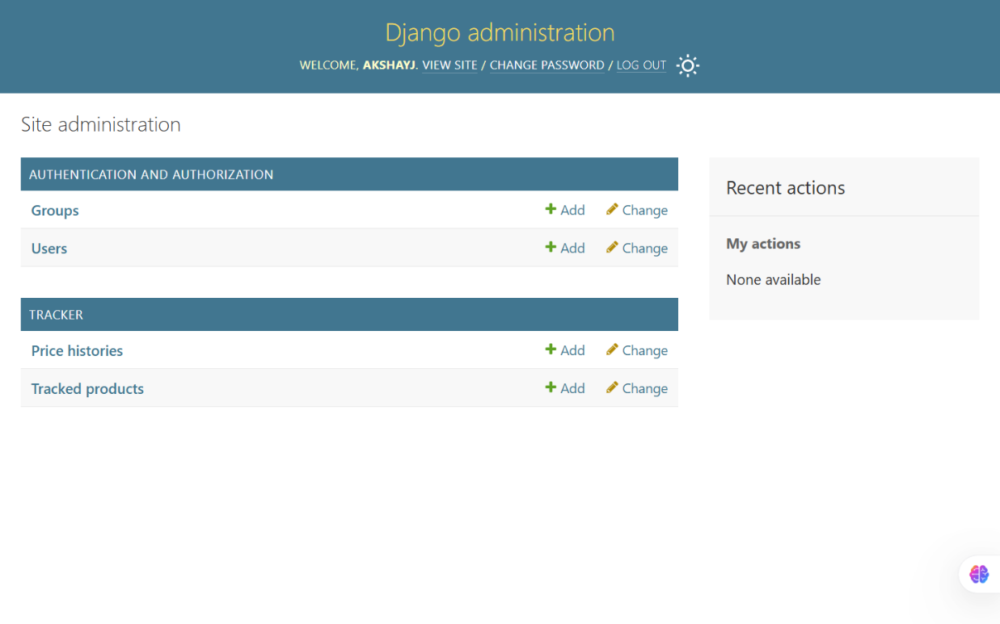 Django administration
WELCOME, AKSHAYJ. VIEW SITE / CHANGE PASSWORD / LOG OUT
Site administration
AUTHENTICATION AND AUTHORIZATION
Groups Add Change
Users Add Change
TRACKER
Price histories Add Change
Tracked products Add Change
Recent actions
My actions
None available